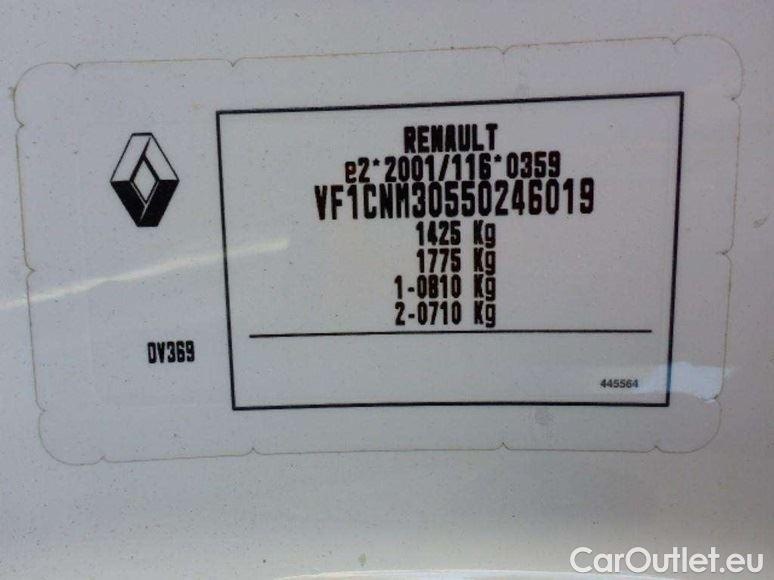 RENAULT
e2*2001/116*0359
VF1CNM30550246019
1425 Kg
1775 Kg
1-0810 Kg
2-0710 Kg
DV369
445564
CarOutlet.eu